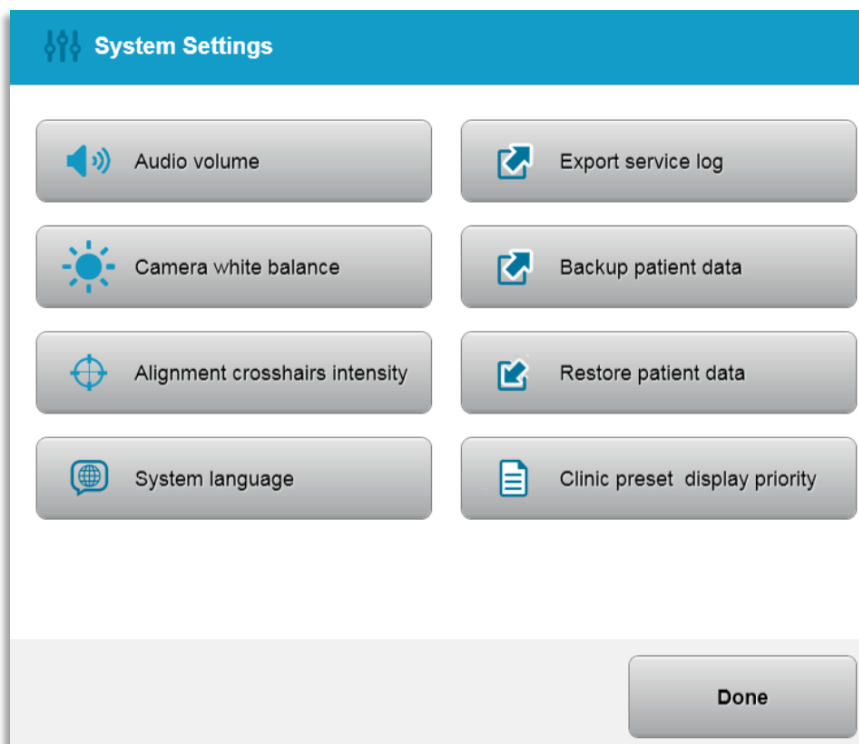 System Settings
Audio volume
Export service log
Camera white balance
Backup patient data
Alignment crosshairs intensity
Restore patient data
System language
Clinic preset display priority
Done